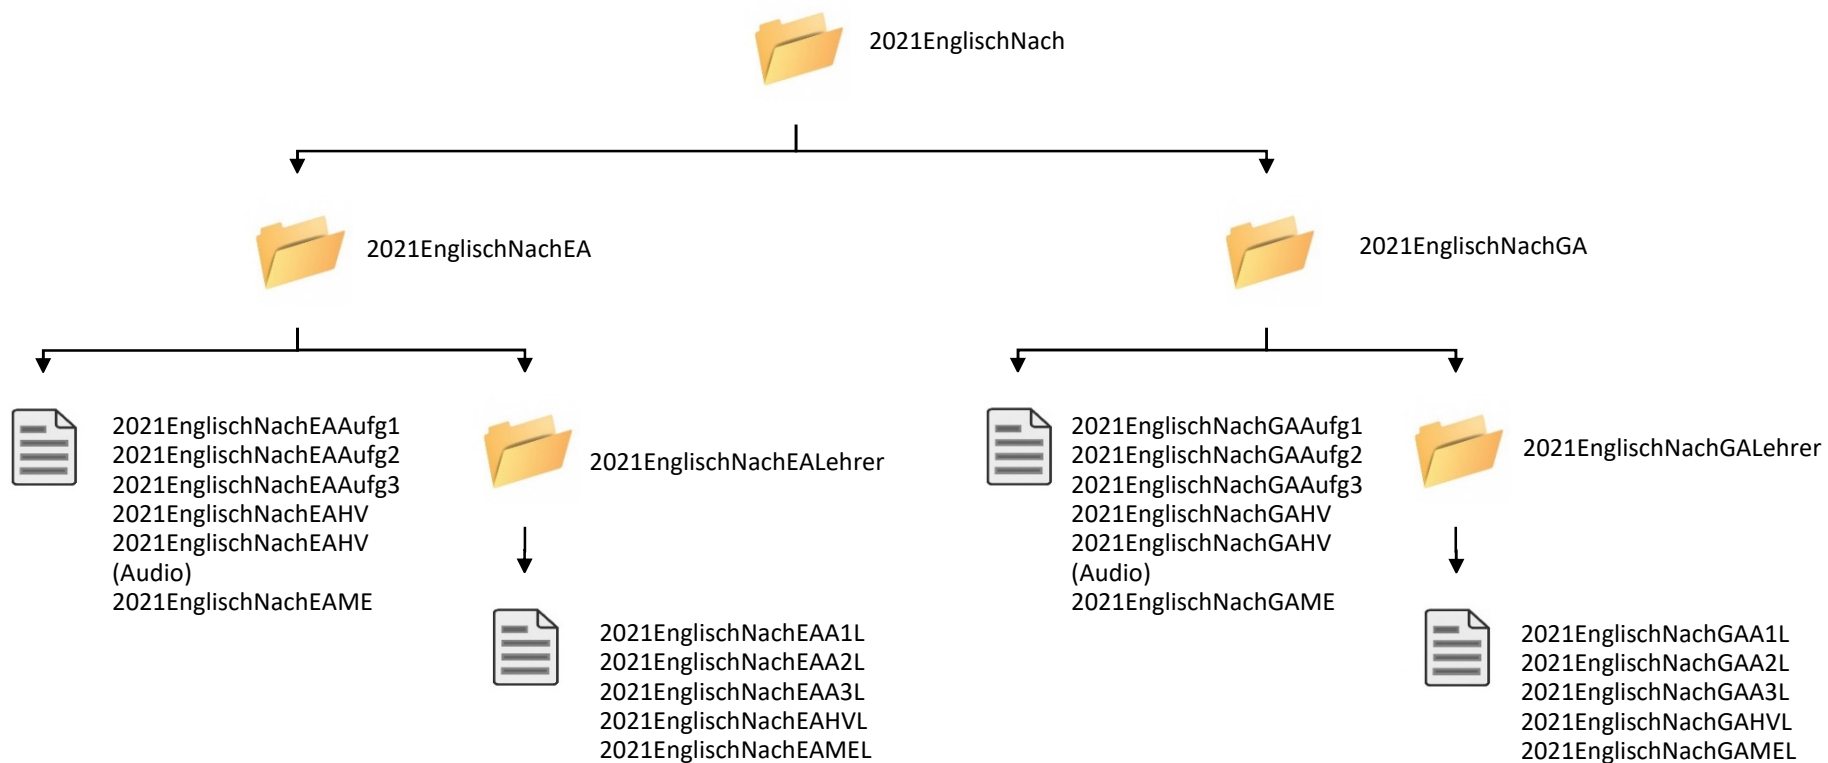 2021EnglischNach
2021EnglischNachEA
2021EnglischNachGA
2021EnglischNachEAAufg1
2021EnglischNachEAAufg2
2021EnglischNachEAAufg3
2021EnglischNachEAHV
2021EnglischNachEAHV
(Audio)
2021EnglischNachEAME
2021EnglischNachEALehrer
2021EnglischNachEAA1L
2021EnglischNachEAA2L
2021EnglischNachEAA3L
2021EnglischNachEAHVL
2021EnglischNachEAMEL
2021EnglischNachGAAufg1
2021EnglischNachGAAufg2
2021EnglischNachGAAufg3
2021EnglischNachGAHV
2021EnglischNachGAHV
(Audio)
2021EnglischNachGAME
2021EnglischNachGALehrer
2021EnglischNachGAA1L
2021EnglischNachGAA2L
2021EnglischNachGAA3L
2021EnglischNachGAHVL
2021EnglischNachGAMEL